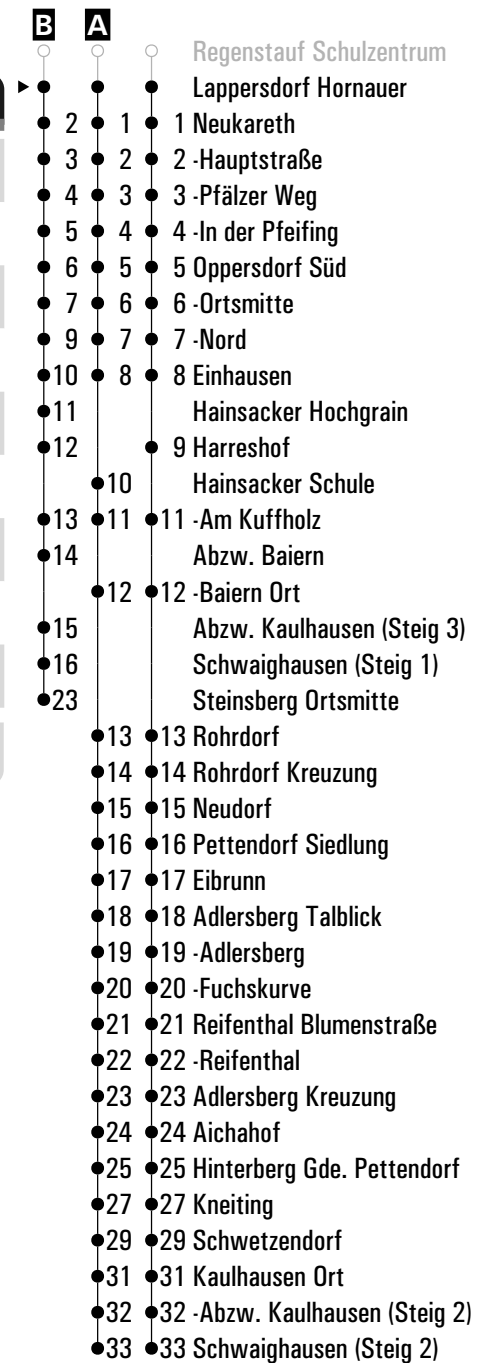 B A
Regenstauf Schulzentrum
Lappersdorf Hornauer
2 1 1 Neukareth
3 2 2 -Hauptstraße
4 3 3 -Pfälzer Weg
5 4 4 -In der Pfeifing
6 5 5 Oppersdorf Süd
7 6 6 -Ortsmitte
9 7 7 -Nord
10 8 8 Einhausen
11 Hainsacker Hochgrain
12 9 Harreshof
10 Hainsacker Schule
13 11 11 -Am Kuffholz
14 Abzw. Baiern
12 12 -Baiern Ort
15 Abzw. Kaulhausen (Steig 3)
16 Schwaighausen (Steig 1)
23 Steinsberg Ortsmitte
13 13 Rohrdorf
14 14 Rohrdorf Kreuzung
15 15 Neudorf
16 16 Pettendorf Siedlung
17 17 Eibrunn
18 18 Adlersberg Talblick
19 19 -Adlersberg
20 20 -Fuchskurve
21 21 Reifenthal Blumenstraße
22 22 -Reifenthal
23 23 Adlersberg Kreuzung
24 24 Aichahof
25 25 Hinterberg Gde. Pettendorf
27 27 Kneiting
29 29 Schwetzendorf
31 31 Kaulhausen Ort
32 32 -Abzw. Kaulhausen (Steig 2)
33 33 Schwaighausen (Steig 2)